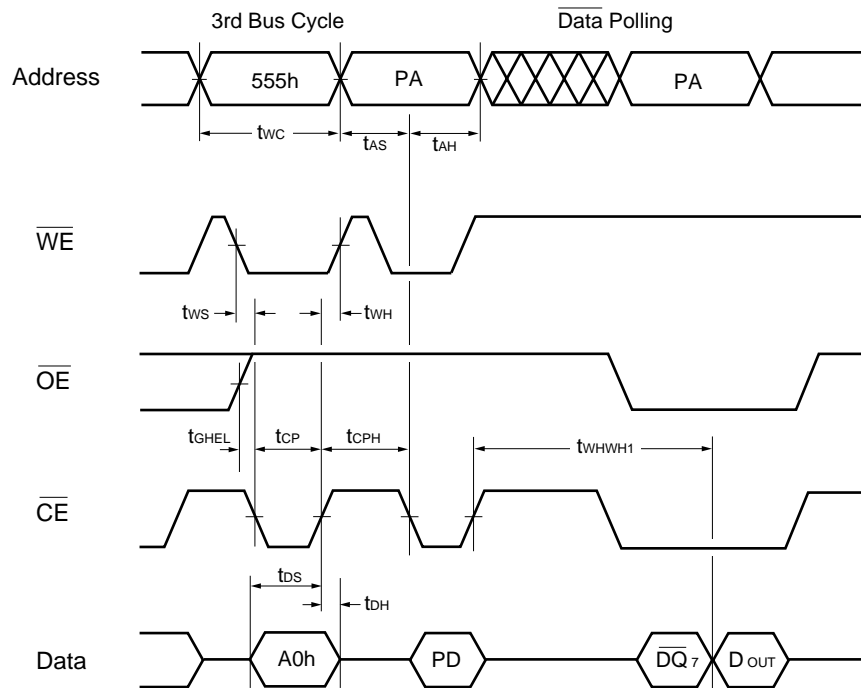 3rd Bus Cycle
Data Polling
Address
555h
PA
PA
tWC
tAS
tAH
WE
tWS
tWH
OE
tGHEL
tCP
tCPH
tWHWH1
CE
tDS
tDH
Data
A0h
PD
DQ7
DOUT